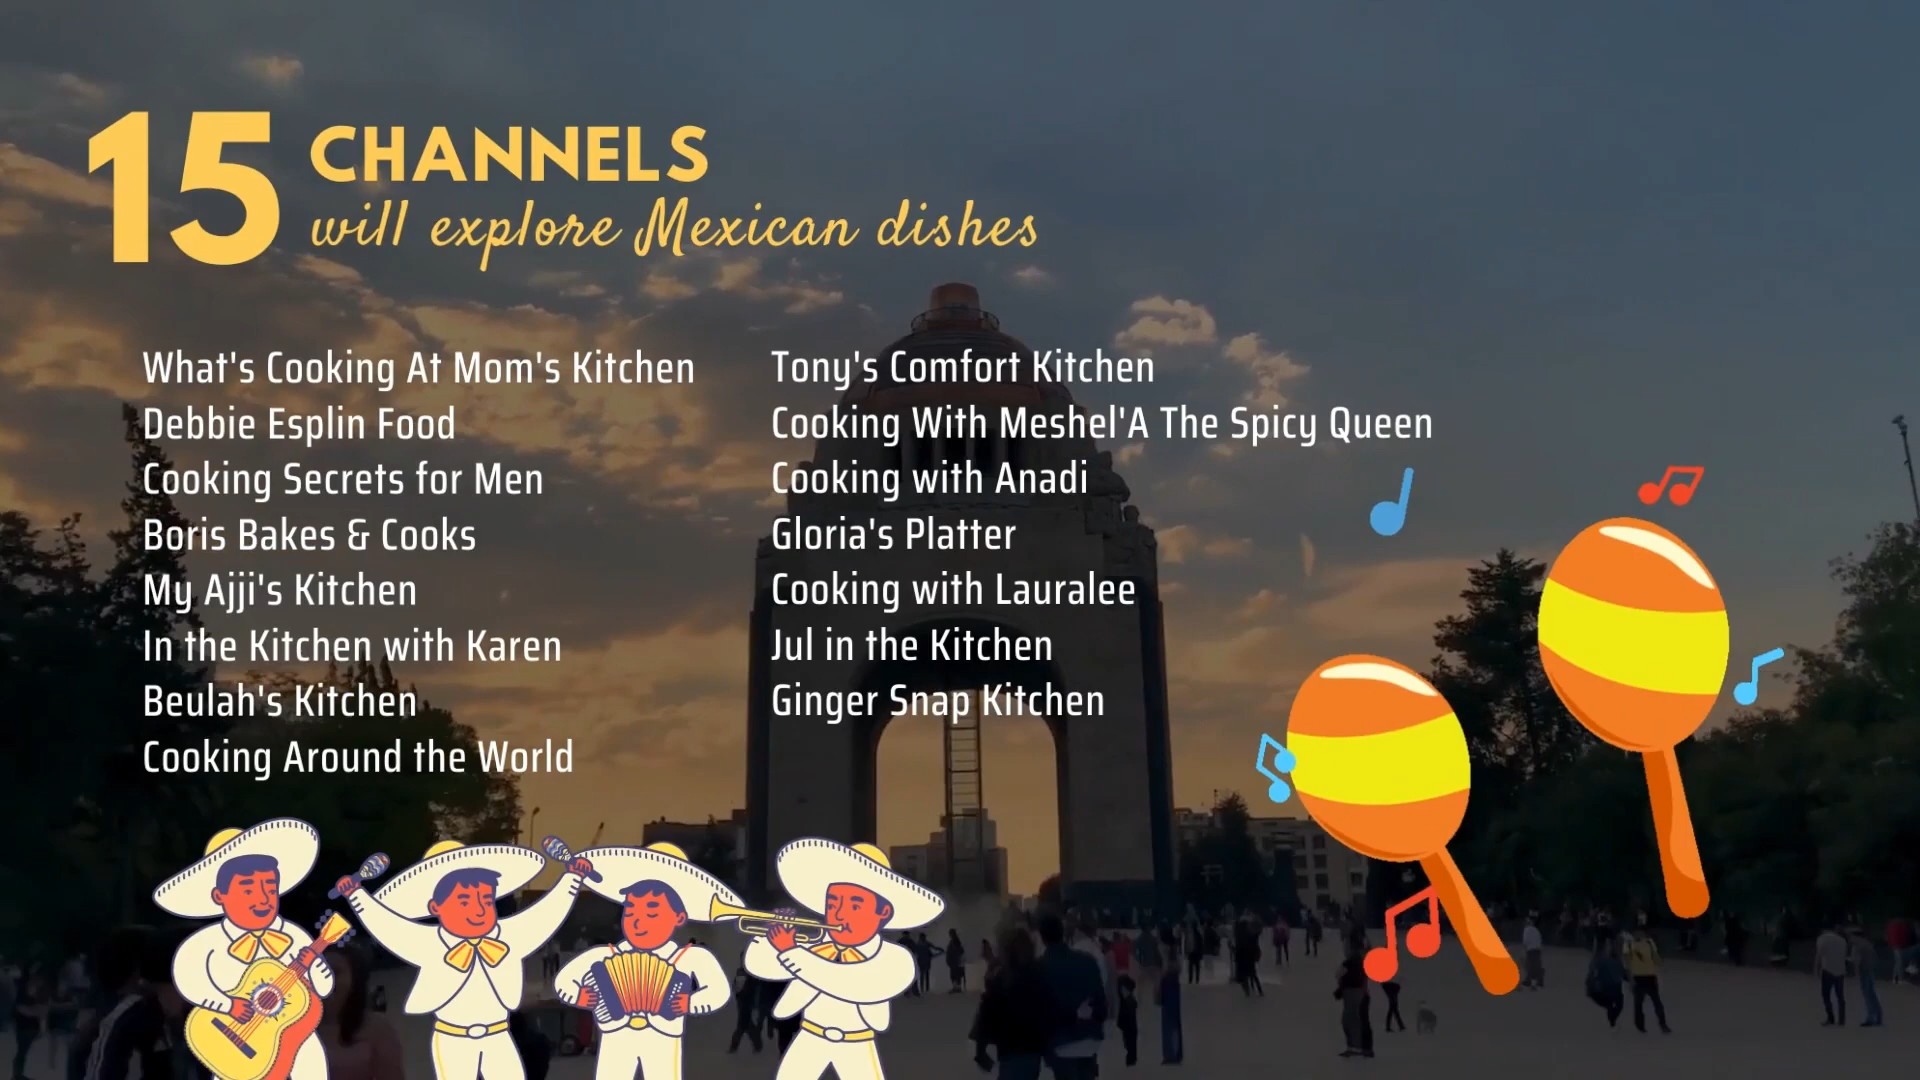 15 CHANNELS
will explore Mexican dishes
What's Cooking At Mom's Kitchen
Debbie Esplin Food
Cooking Secrets for Men
Boris Bakes & Cooks
My Ajji's Kitchen
In the Kitchen with Karen
Beulah's Kitchen
Cooking Around the World
Tony's Comfort Kitchen
Cooking With Meshel'A The Spicy Queen
Cooking with Anadi
Gloria's Platter
Cooking with Lauralee
Jul in the Kitchen
Ginger Snap Kitchen